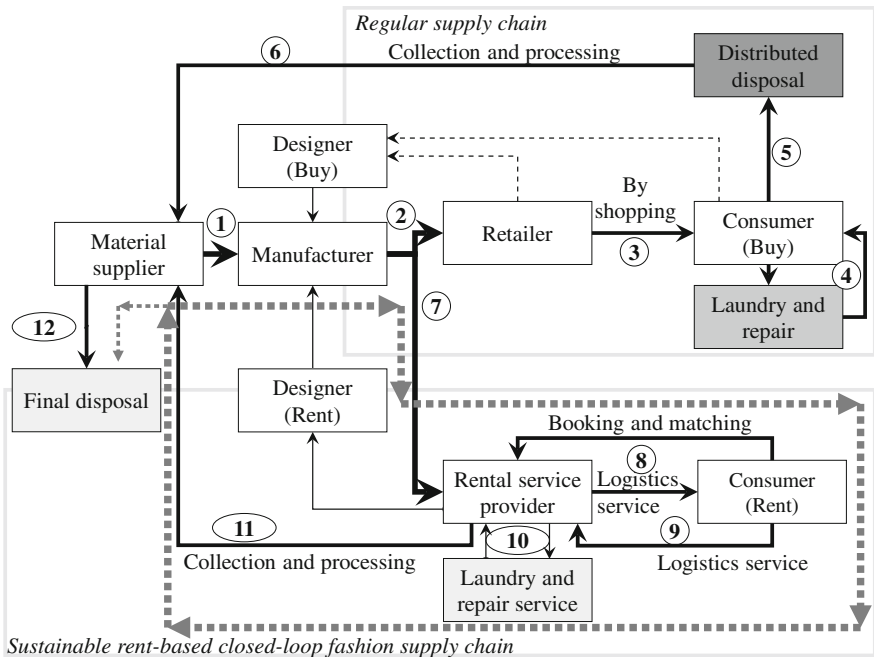 Regular supply chain
6
Collection and processing
Distributed
disposal
Designer
(Buy)
5
By
shopping
1
2
Material
supplier
Manufacturer
Retailer
3
Consumer
(Buy)
4
7
Laundry and
repair
12
Final disposal
Designer
(Rent)
Booking and matching
Rental service
provider
8
Logistics
service
Consumer
(Rent)
11
10
9
Collection and processing
Logistics service
Laundry and
repair service
Sustainable rent-based closed-loop fashion supply chain